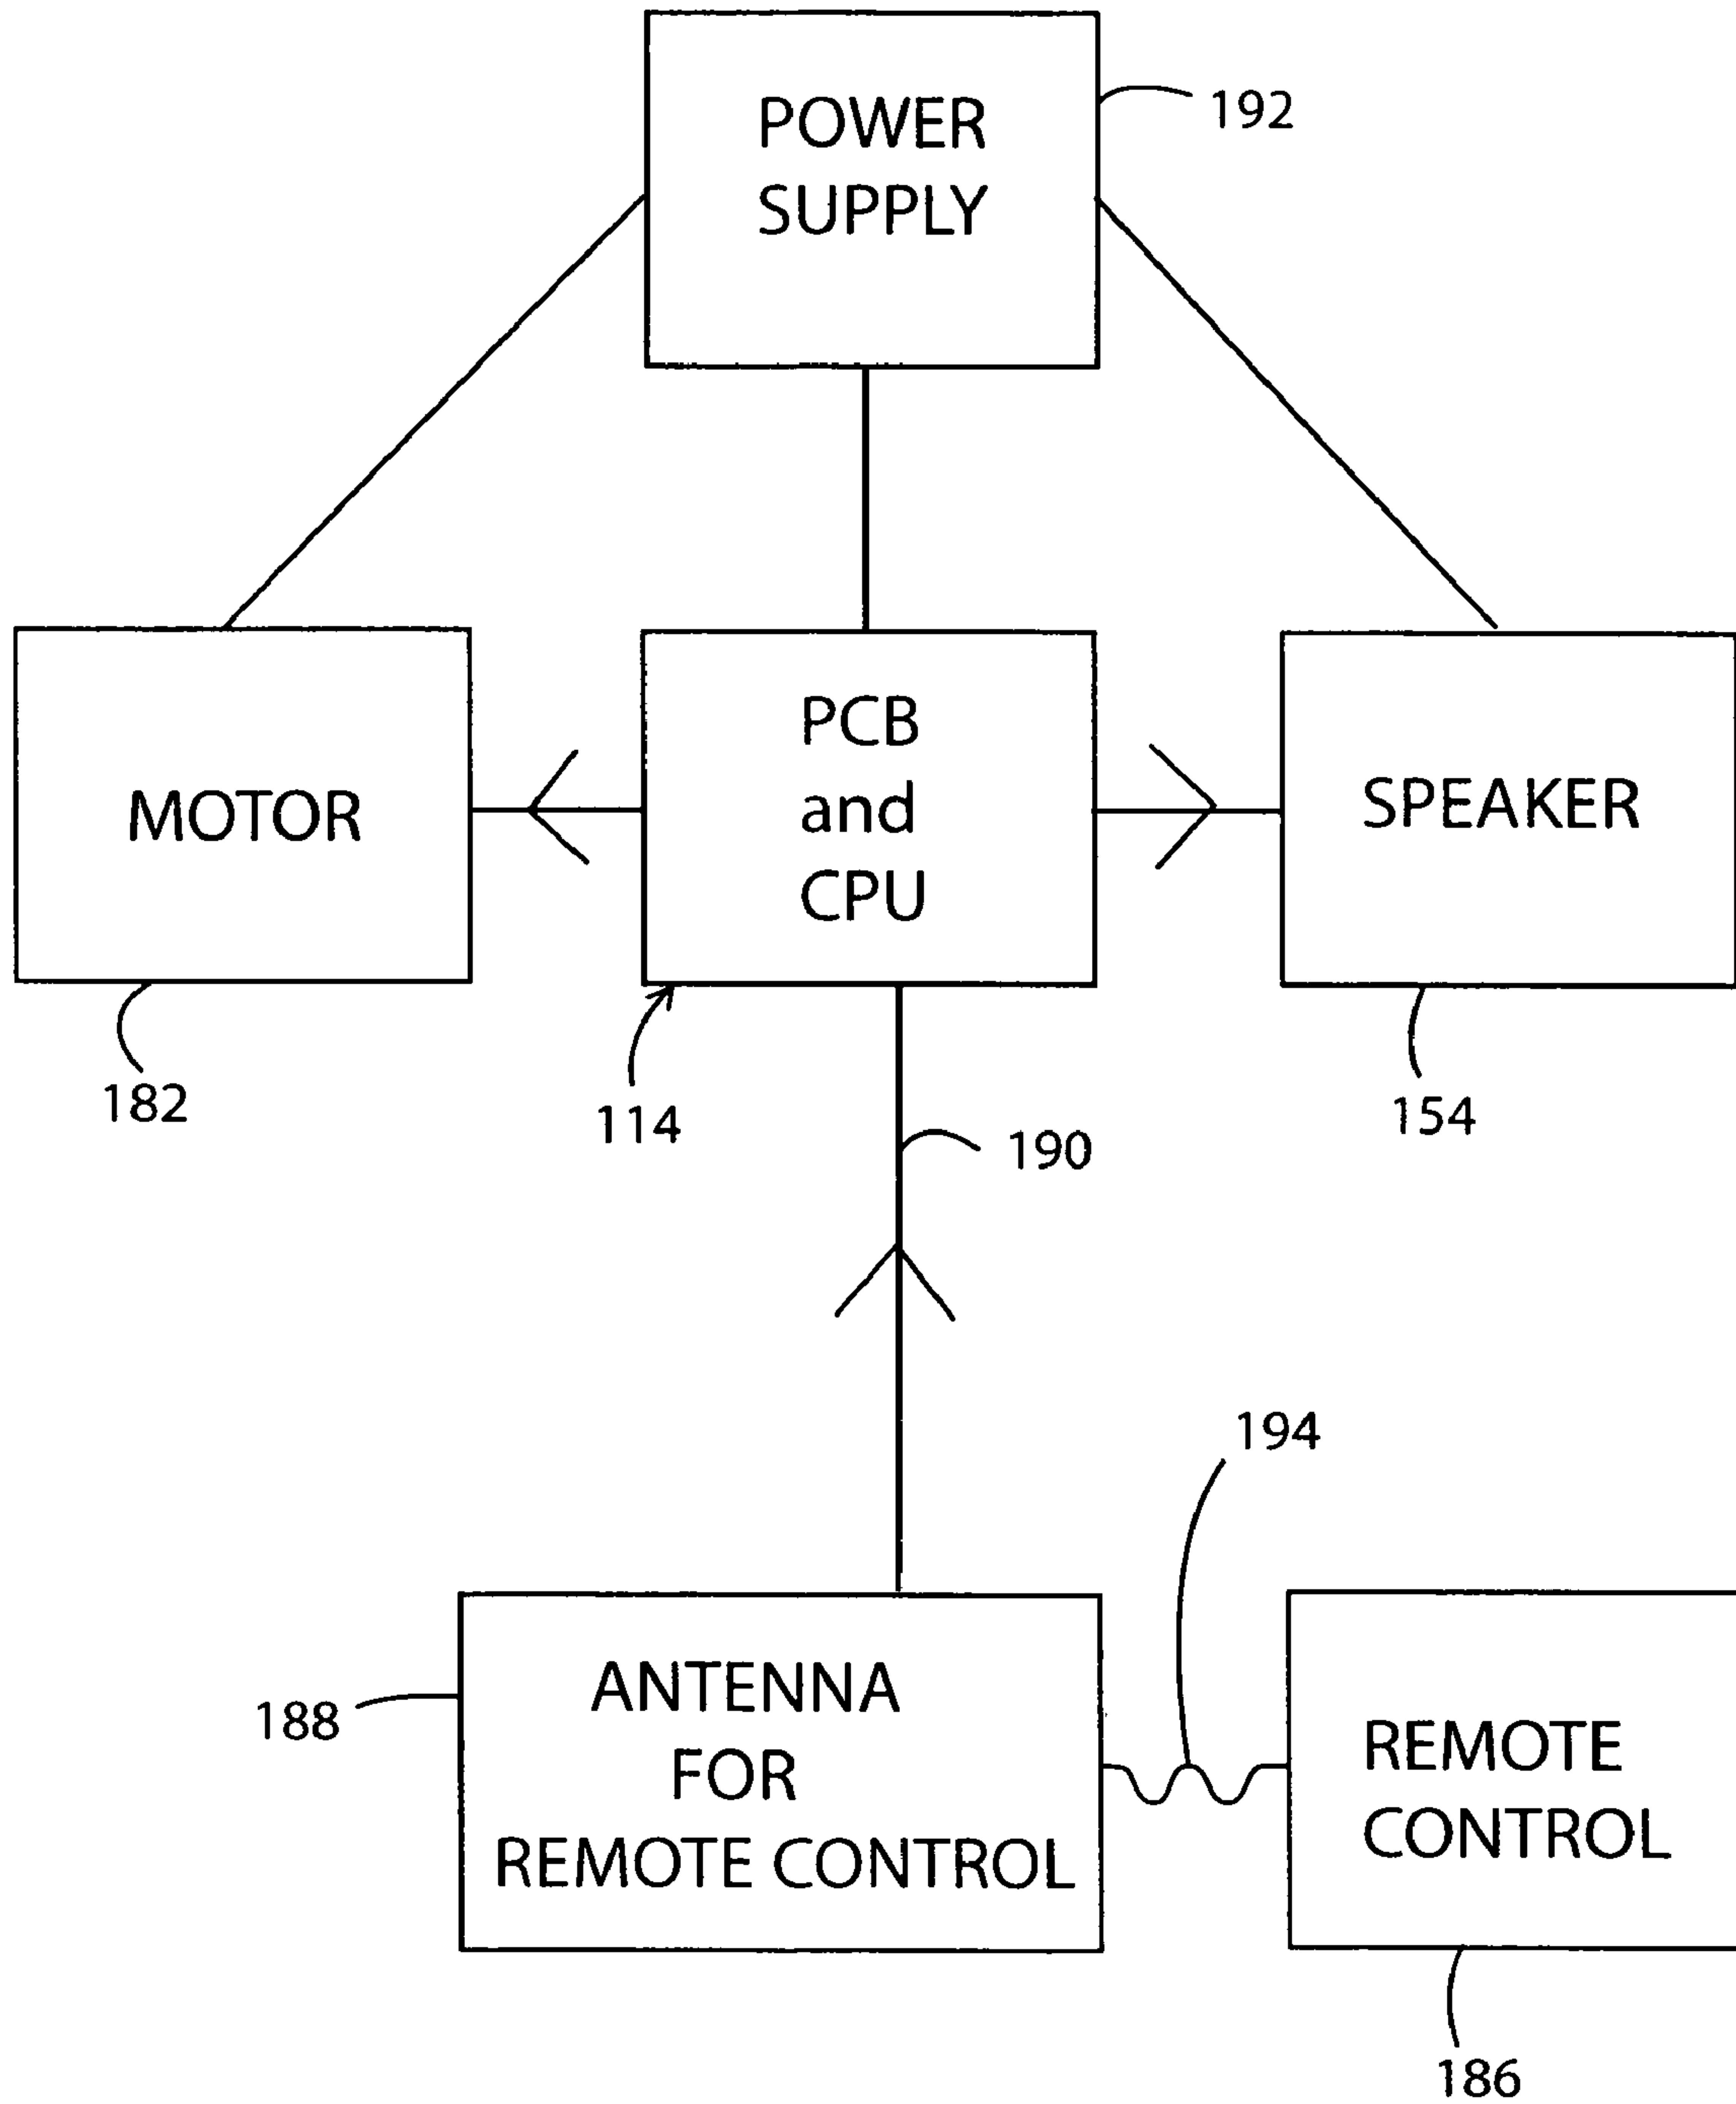 POWER
SUPPLY
192
MOTOR
PCB
and
CPU
SPEAKER
182
114
190
154
194
188
ANTENNA
FOR
REMOTE CONTROL
REMOTE
CONTROL
186